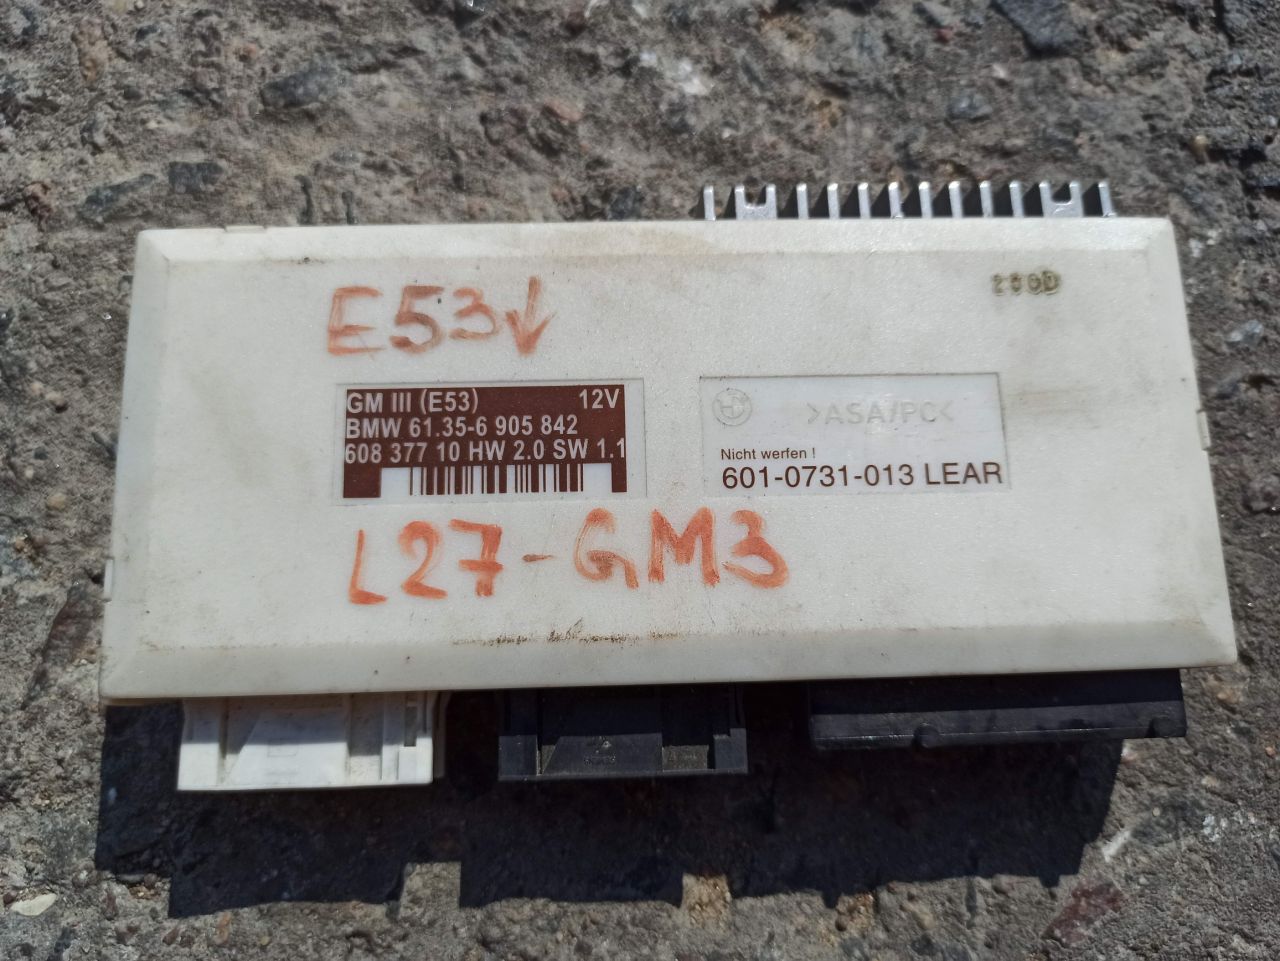 E53↓
200D
GM III (E53) 12V
BMW 61.35-6 905 842
608 377 10 HW 2.0 SW 1.1
>ASA/PC<
Nicht werfen !
601-0731-013 LEAR
L27-GM3